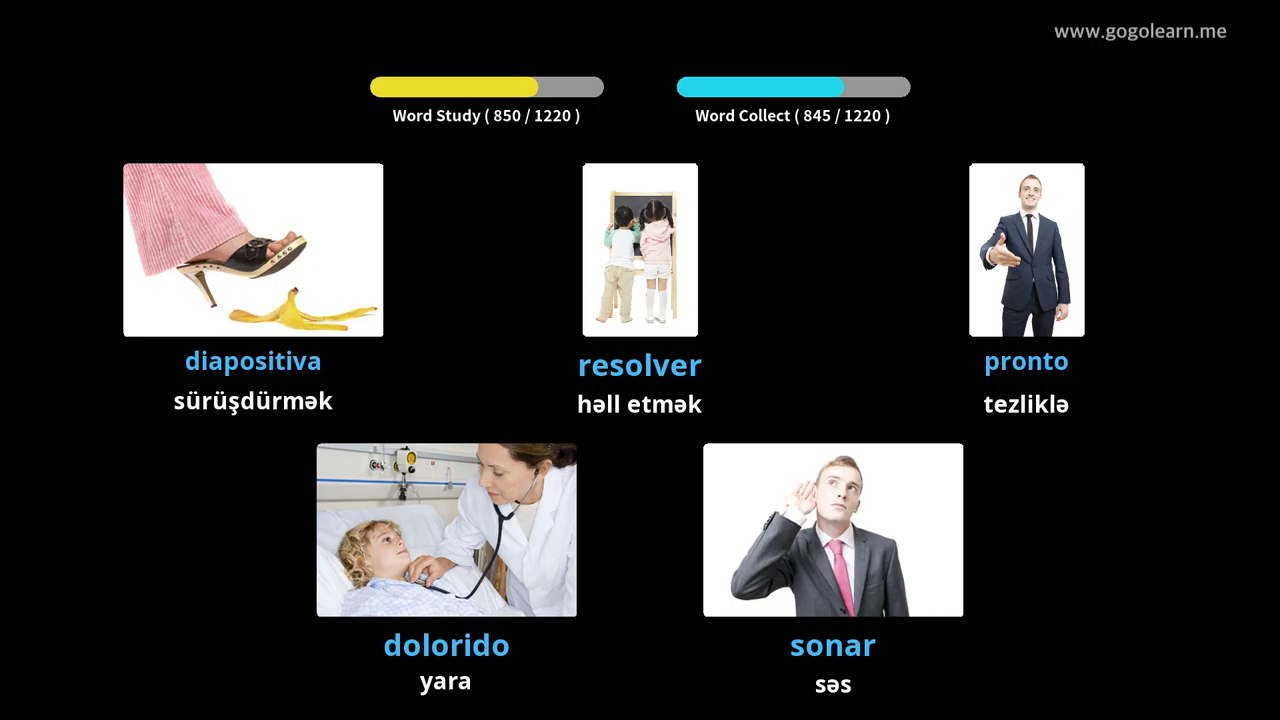 www.gogolearn.me
Word Study ( 850 / 1220 )
Word Collect ( 845 / 1220 )
diapositiva
sürüşdürmək
resolver
həll etmək
pronto
tezliklə
dolorido
yara
sonar
səs